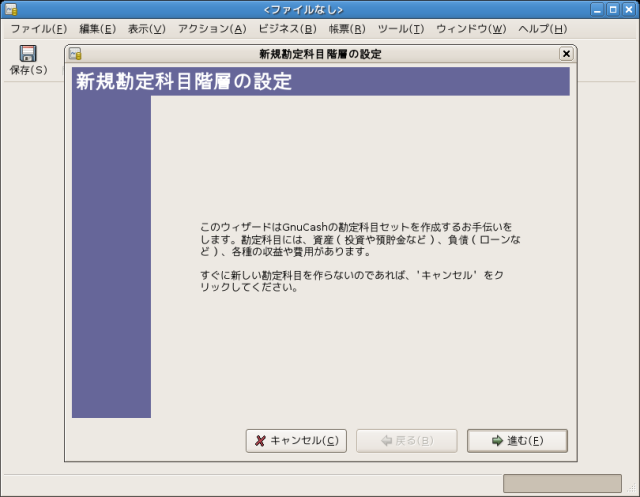 <ファイルなし>
ファイル(F) 編集(E) 表示(V) アクション(A) ビジネス(B) 帳票(R) ツール(T) ウィンドウ(W) ヘルプ(H)
保存(S)
新規勘定科目階層の設定
新規勘定科目階層の設定
このウィザードはGnuCashの勘定科目セットを作成するお手伝いを
します。勘定科目には、資産 ( 投資や預貯金など ) 、負債 ( ローンな
ど ) 、各種の収益や費用があります。
すぐに新しい勘定科目を作らないのであれば、'キャンセル' をク
リックしてください。
キャンセル(C) 戻る(B) 進む(F)